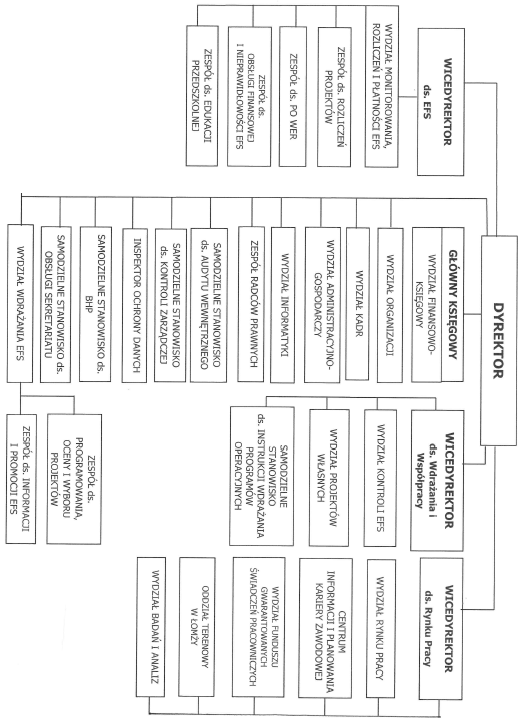 DYREKTOR
WICEDYREKTOR
ds. EFS
WYDZIAŁ MONITOROWANIA,
ROZLICZEŃ I PŁATNOŚCI EFS
ZESPÓŁ ds. ROZLICZEŃ
PROJEKTÓW
ZESPÓŁ ds. PO WER
ZESPÓŁ ds.
OBSŁUGI FINANSOWEJ
I NIEPRAWIDŁOWOŚCI EFS
ZESPÓŁ ds. EDUKACJI
PRZEDSZKOLNEJ
GŁÓWNY KSIĘGOWY
WYDZIAŁ FINANSOWO-
KSIĘGOWY
WYDZIAŁ ORGANIZACJI
WYDZIAŁ KADR
WYDZIAŁ ADMINISTRACYJNO-
GOSPODARCZY
WYDZIAŁ INFORMATYKI
ZESPÓŁ RADCÓW PRAWNYCH
SAMODZIELNE STANOWISKO
ds. AUDYTU WEWNĘTRZNEGO
SAMODZIELNE STANOWISKO
ds. KONTROLI ZARZĄDCZEJ
INSPEKTOR OCHRONY DANYCH
SAMODZIELNE STANOWISKO ds.
BHP
SAMODZIELNE STANOWISKO ds.
OBSŁUGI SEKRETARIATU
WYDZIAŁ WDRAŻANIA EFS
ZESPÓŁ ds.
PROGRAMOWANIA,
OCENY I WYBORU
PROJEKTÓW
ZESPÓŁ ds. INFORMACJI
I PROMOCJI EFS
WICEDYREKTOR
ds. Wdrażania i
Współpracy
WYDZIAŁ KONTROLI EFS
WYDZIAŁ PROJEKTÓW
WŁASNYCH
SAMODZIELNE
STANOWISKO
ds. INSTRUKCJI WDRAŻANIA
PROGRAMÓW
OPERACYJNYCH
WICEDYREKTOR
ds. Rynku Pracy
WYDZIAŁ RYNKU PRACY
CENTRUM
INFORMACJI I PLANOWANIA
KARIERY ZAWODOWEJ
WYDZIAŁ FUNDUSZU
GWARANTOWANYCH
ŚWIADCZEŃ PRACOWNICZYCH
ODDZIAŁ TERENOWY
W ŁOMŻY
WYDZIAŁ BADAŃ I ANALIZ